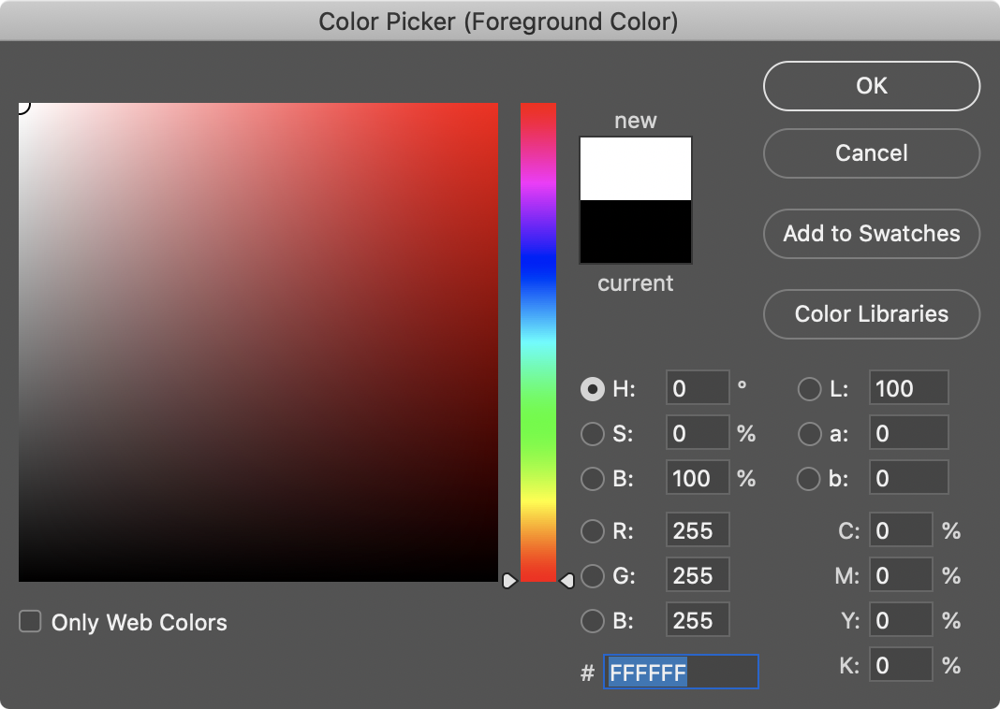 Color Picker (Foreground Color)
new
current
OK
Cancel
Add to Swatches
Color Libraries
H: 0 °
S: 0 %
B: 100 %
R: 255
G: 255
B: 255
# FFFFFF
L: 100
a: 0
b: 0
C: 0 %
M: 0 %
Y: 0 %
K: 0 %
Only Web Colors